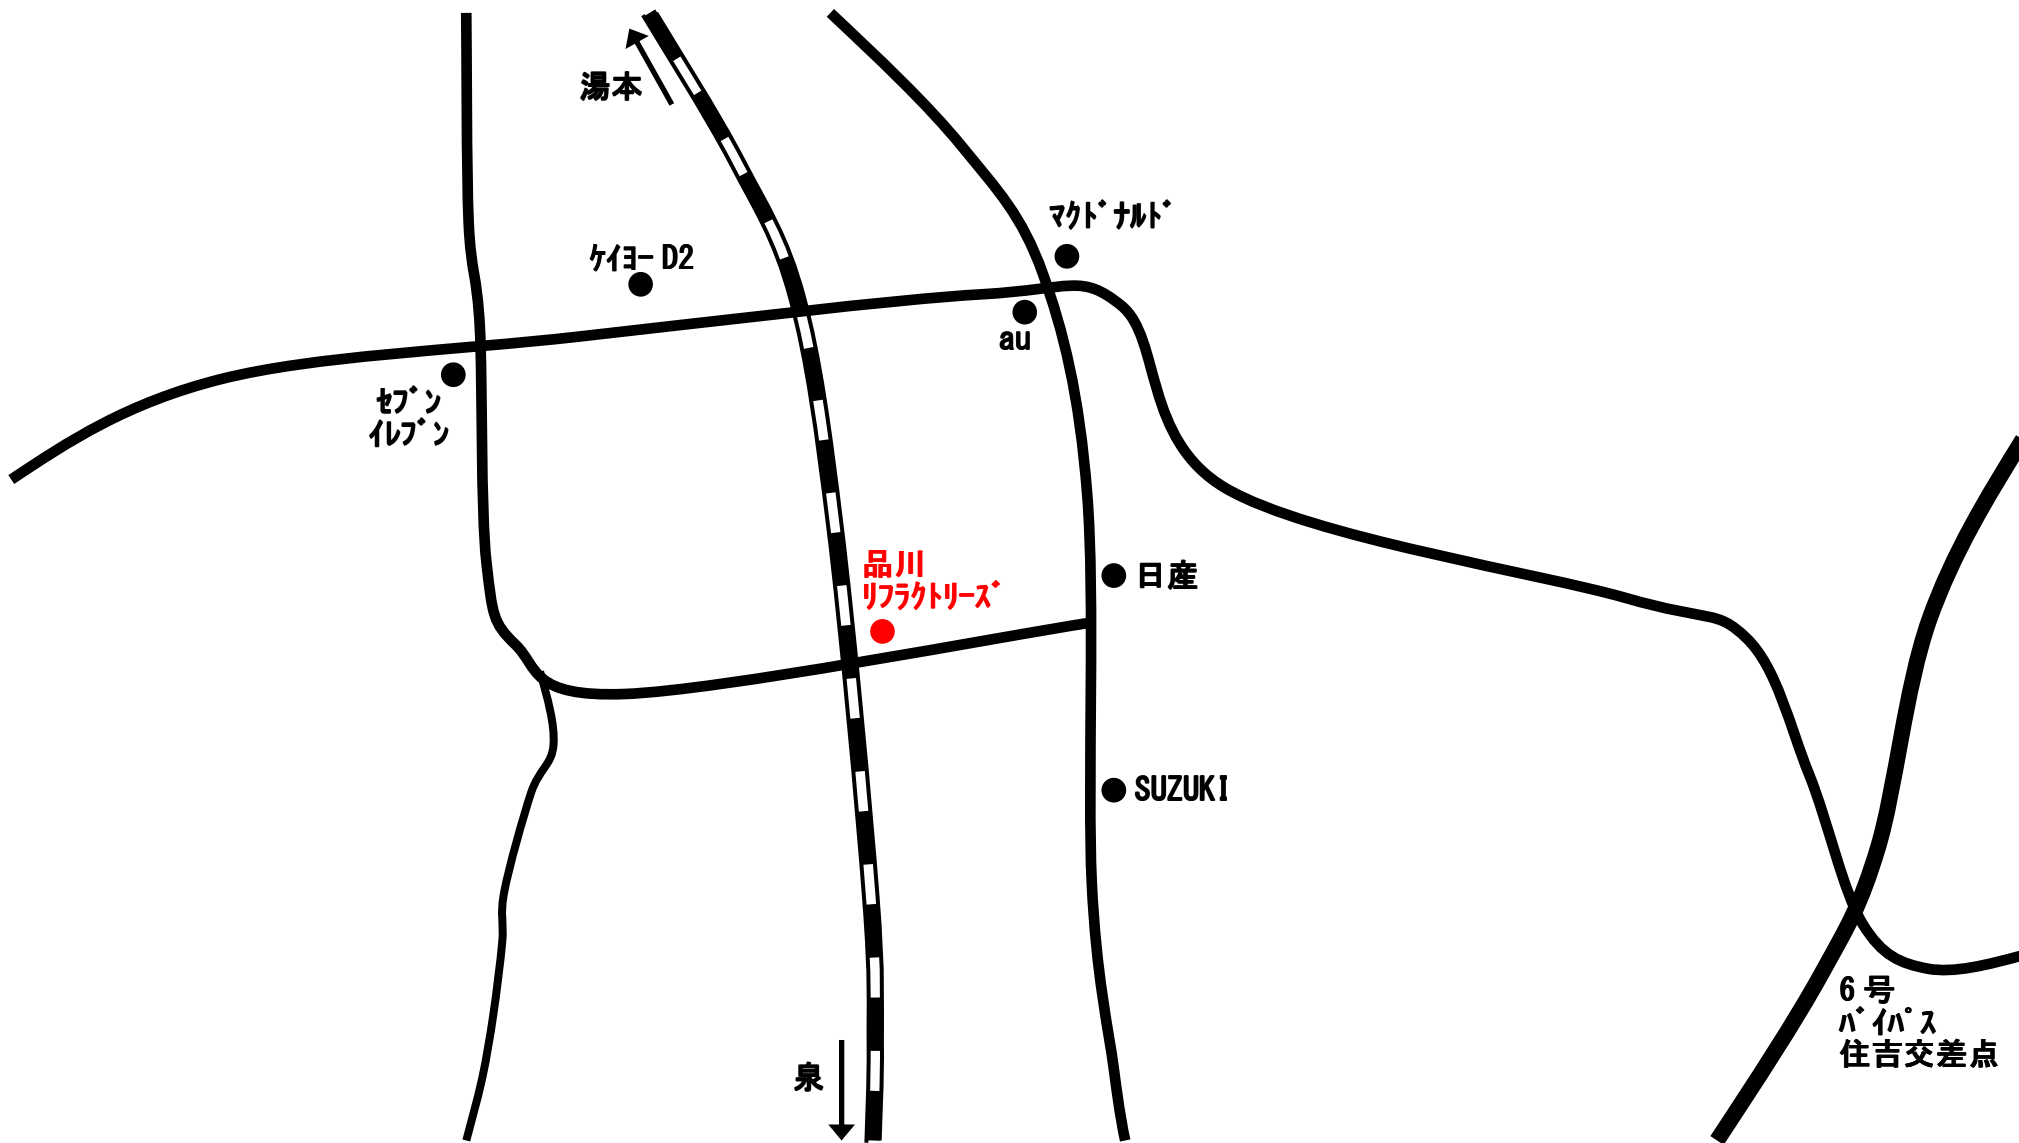 湯本
マクドナルド
ケイヨーD2
au
セブン
イレブン
品川
リフラクトリーズ
日産
SUZUKI
6号
バイパス
住吉交差点
泉